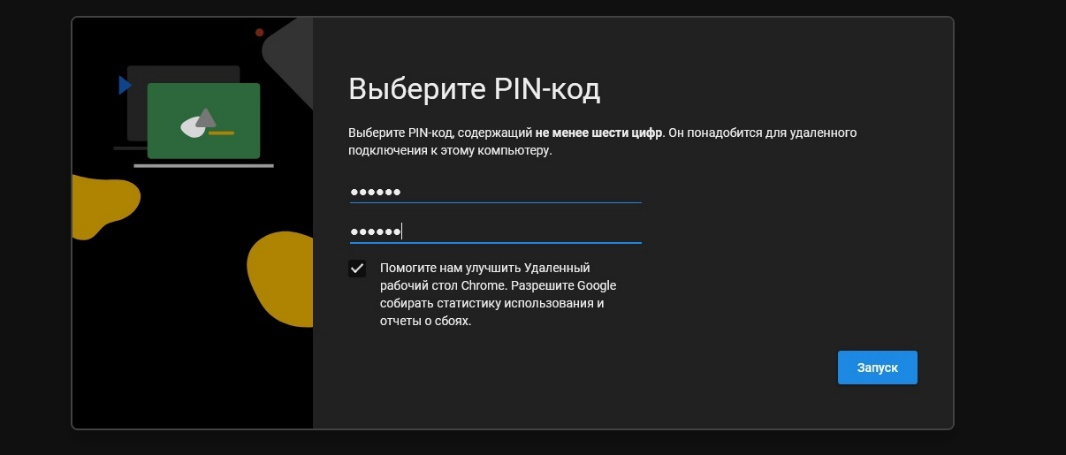 Выберите PIN-код
Выберите PIN-код, содержащий не менее шести цифр. Он понадобится для удаленного
подключения к этому компьютеру.
••••••
••••••
Помогите нам улучшить Удаленный
рабочий стол Chrome. Разрешите Google
собирать статистику использования и
отчеты о сбоях.
Запуск